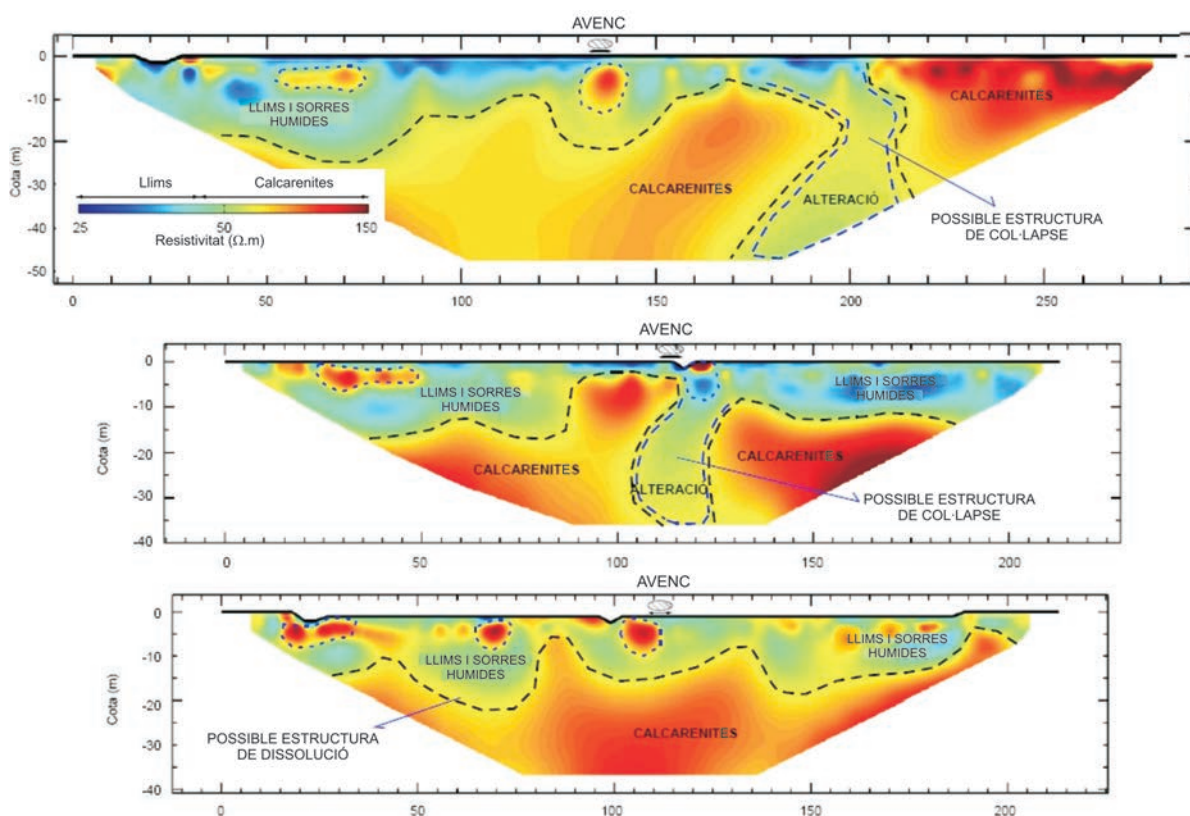 AVENC
0
-10
-20
-30
-40
-50
Cota (m)
LLIMS I SORRES
HUMIDES
CALCARENITES
CALCARENITES
ALTERACIÓ
POSSIBLE ESTRUCTURA
DE COL·LAPSE
Llims Calcarenites
25 50 150
Resistivitat (Ω.m)
0 50 100 150 200 250
AVENC
0
-10
-20
-30
-40
Cota (m)
LLIMS I SORRES
HUMIDES
LLIMS I SORRES
HUMIDES
CALCARENITES
CALCARENITES
ALTERACIÓ
POSSIBLE ESTRUCTURA
DE COL·LAPSE
0 50 100 150 200
AVENC
0
-10
-20
-30
-40
Cota (m)
LLIMS I SORRES
HUMIDES
LLIMS I SORRES
HUMIDES
CALCARENITES
POSSIBLE ESTRUCTURA
DE DISSOLUCIÓ
0 50 100 150 200